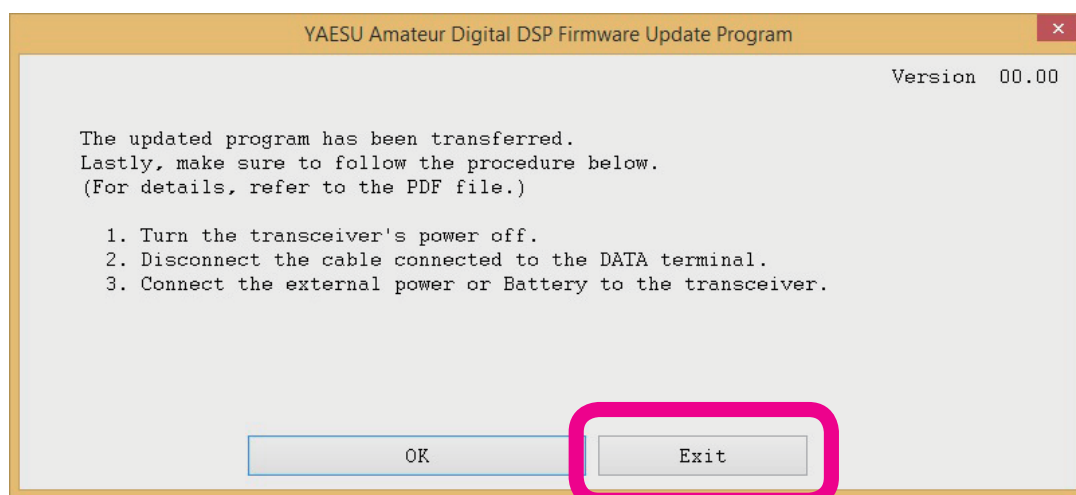 YAESU Amateur Digital DSP Firmware Update Program
Version 00.00
The updated program has been transferred.
Lastly, make sure to follow the procedure below.
(For details, refer to the PDF file.)
1. Turn the transceiver's power off.
2. Disconnect the cable connected to the DATA terminal.
3. Connect the external power or Battery to the transceiver.
OK Exit